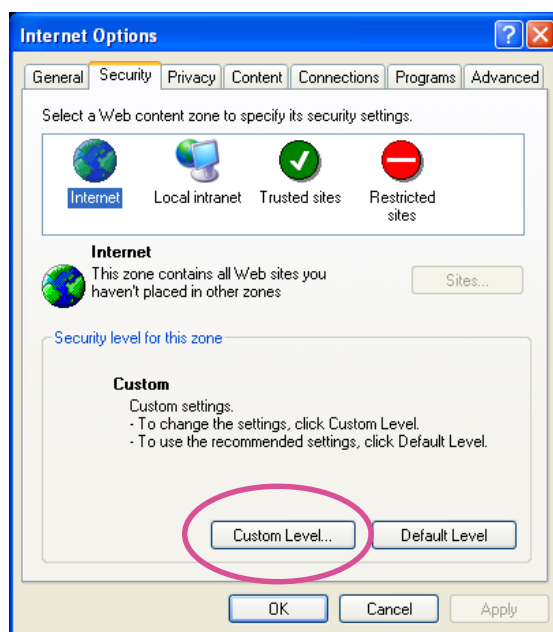 Internet Options
General Security Privacy Content Connections Programs Advanced
Select a Web content zone to specify its security settings.
Internet Local intranet Trusted sites Restricted
sites
Internet
This zone contains all Web sites you
haven't placed in other zones
Sites...
Security level for this zone
Custom
Custom settings.
- To change the settings, click Custom Level.
- To use the recommended settings, click Default Level.
Custom Level... Default Level
OK Cancel Apply